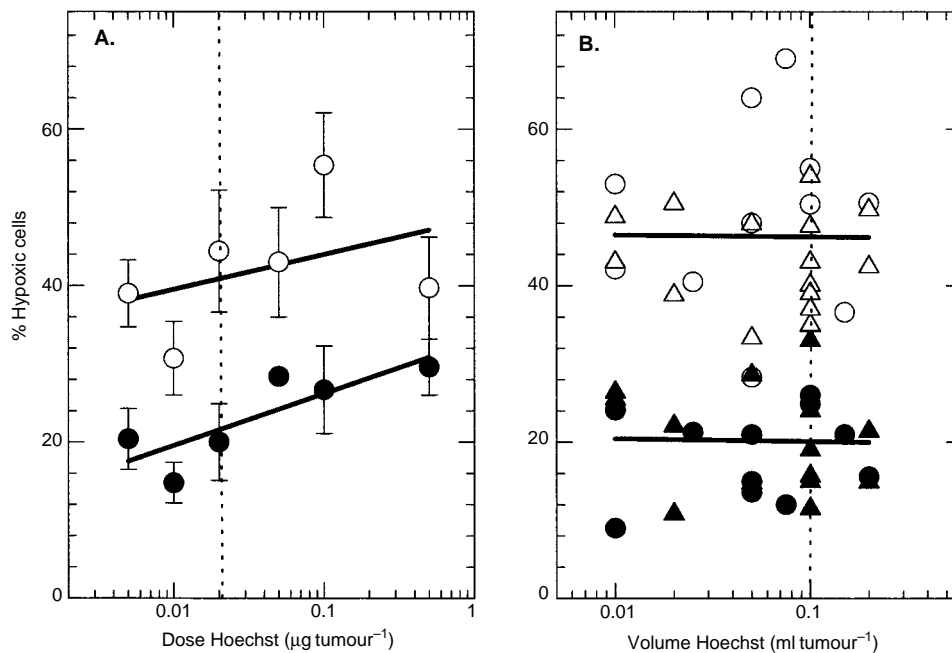 A.
B.
% Hypoxic cells
60
40
20
0
0.01
0.1
1
Dose Hoechst (μg tumour⁻¹)
60
40
20
0
0.01
0.1
Volume Hoechst (ml tumour⁻¹)